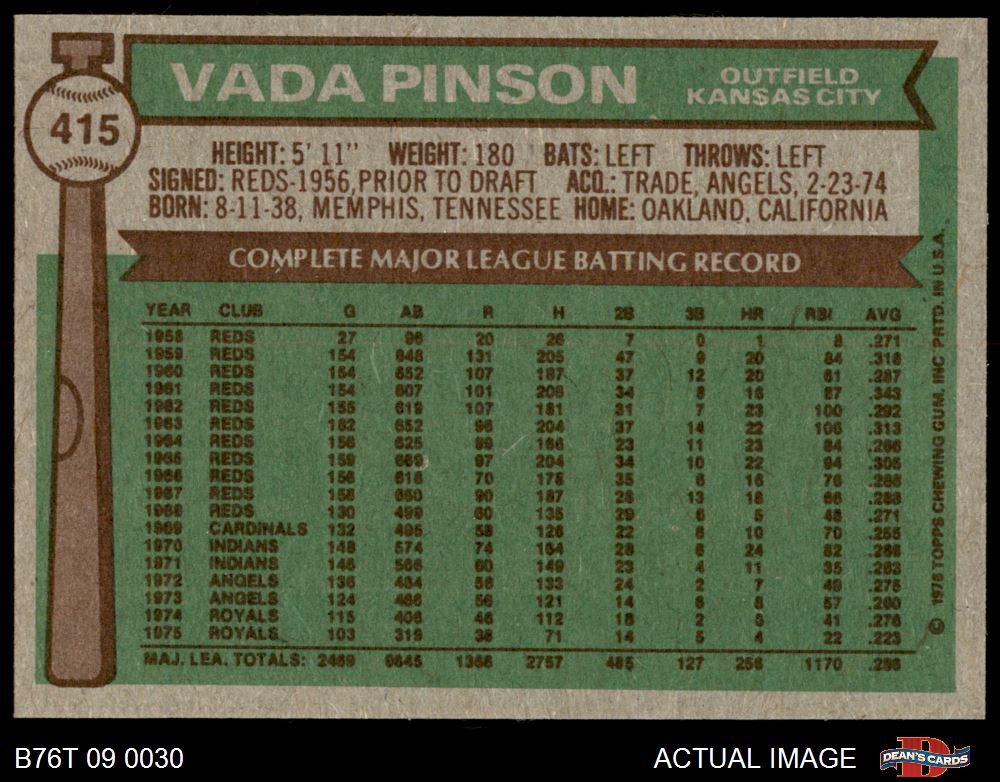 VADA PINSON
OUTFIELD
KANSAS CITY
415
HEIGHT: 5' 11" WEIGHT: 180 BATS: LEFT THROWS: LEFT
SIGNED: REDS-1956, PRIOR TO DRAFT ACQ.: TRADE, ANGELS, 2-23-74
BORN: 8-11-38, MEMPHIS, TENNESSEE HOME: OAKLAND, CALIFORNIA
COMPLETE MAJOR LEAGUE BATTING RECORD
YEAR CLUB G AB R H 2B 3B HR RBI AVG
1958 REDS 27 96 20 26 7 0 1 8 .271
1959 REDS 154 648 131 205 47 9 20 84 .316
1960 REDS 154 652 107 187 37 12 20 61 .287
1961 REDS 154 607 101 208 34 8 16 87 .343
1962 REDS 155 619 107 181 31 7 23 100 .292
1963 REDS 162 652 96 204 37 14 22 106 .313
1964 REDS 156 625 99 166 23 11 23 84 .266
1965 REDS 159 669 97 204 34 10 22 94 .305
1966 REDS 156 618 70 178 35 6 16 76 .288
1967 REDS 158 650 90 187 28 13 18 66 .288
1968 REDS 130 499 60 135 29 6 5 48 .271
1969 CARDINALS 132 495 58 126 22 6 10 70 .255
1970 INDIANS 148 574 74 164 28 6 24 82 .286
1971 INDIANS 146 566 60 149 23 4 11 35 .263
1972 ANGELS 136 484 56 133 24 2 7 49 .275
1973 ANGELS 124 466 56 121 14 6 8 57 .260
1974 ROYALS 115 406 46 112 18 2 6 41 .276
1975 ROYALS 103 319 38 71 14 5 4 22 .223
MAJ. LEA. TOTALS: 2469 9645 1366 2757 485 127 256 1170 .286
© 1976 TOPPS CHEWING GUM, INC PRTD. IN U.S.A.
B76T 09 0030
ACTUAL IMAGE
DEAN'S CARDS